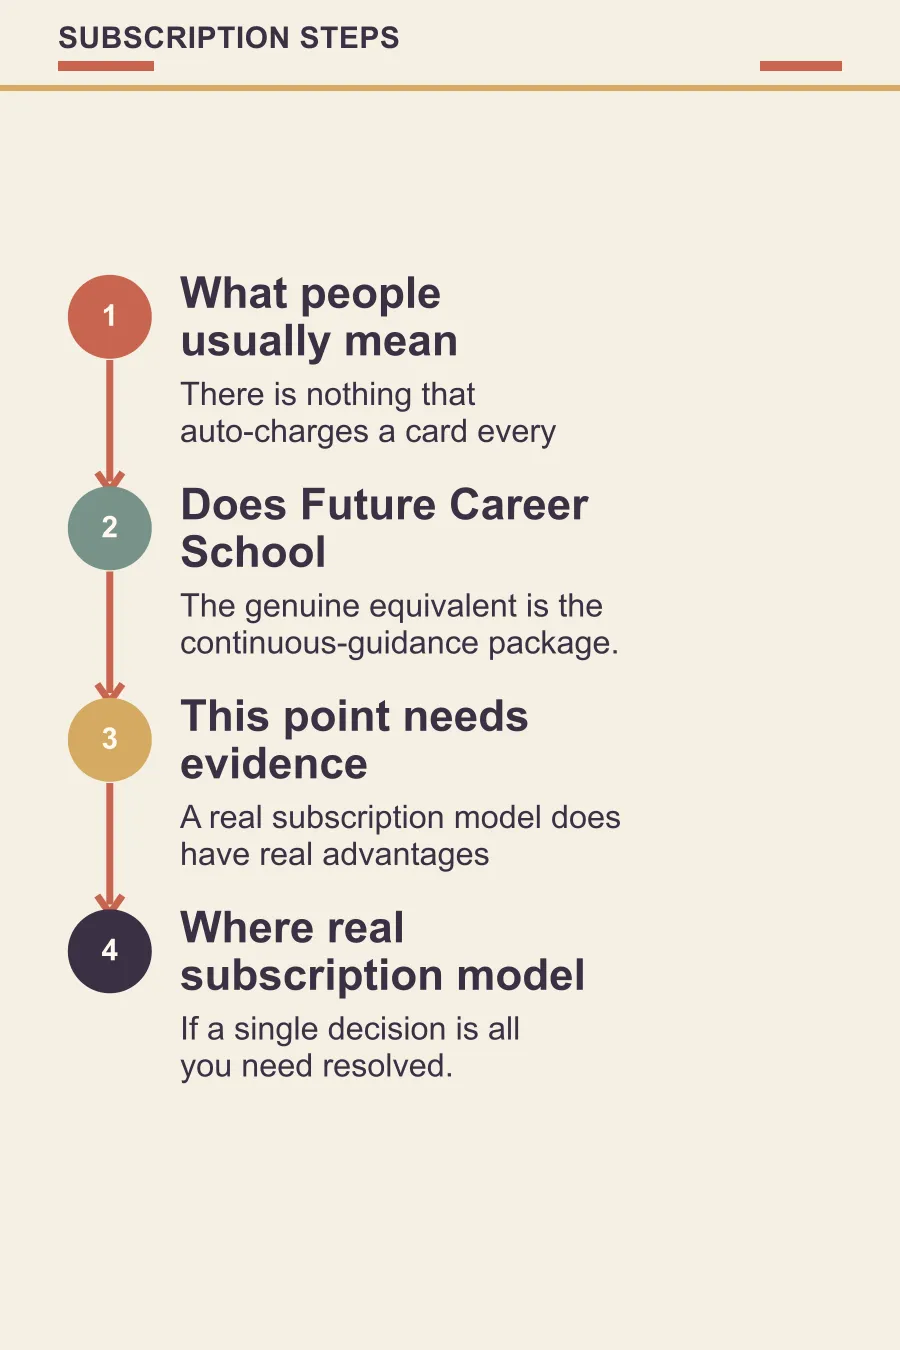 SUBSCRIPTION STEPS
1
What people
usually mean
There is nothing that
auto-charges a card every
2
Does Future Career
School
The genuine equivalent is the
continuous-guidance package.
3
This point needs
evidence
A real subscription model does
have real advantages
4
Where real
subscription model
If a single decision is all
you need resolved.